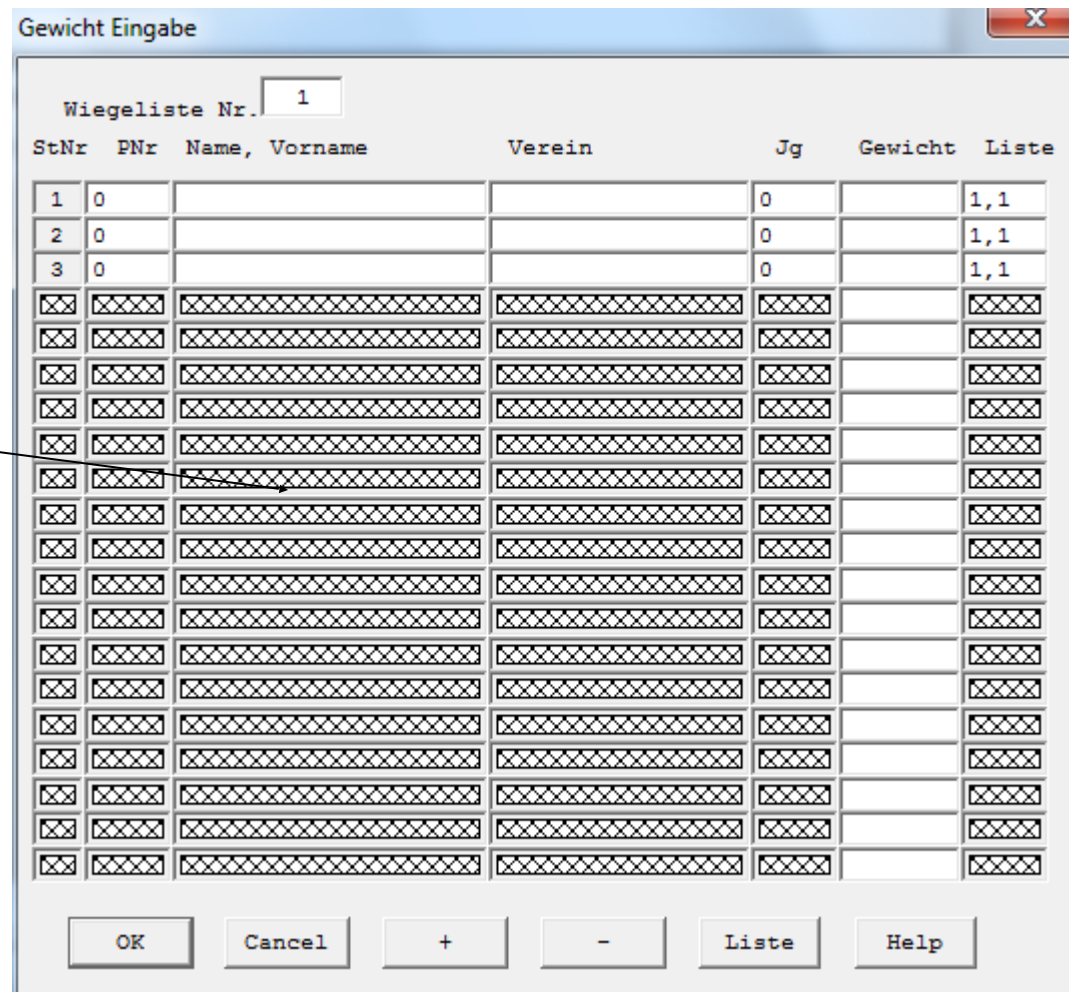 Gewicht Eingabe
Wiegeliste Nr. 1
StNr PNr Name, Vorname Verein Jg Gewicht Liste
1 0 0 1,1
2 0 0 1,1
3 0 0 1,1
OK Cancel + - Liste Help